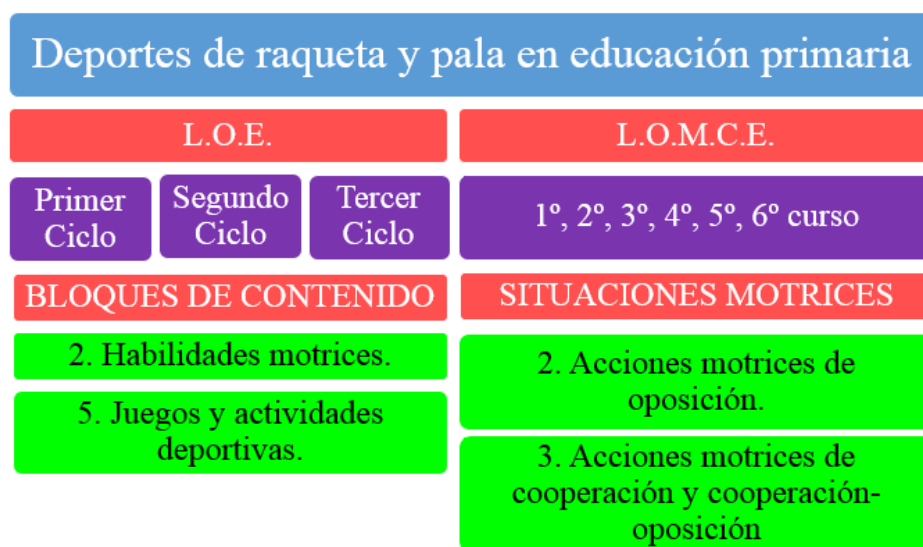 Deportes de raqueta y pala en educación primaria
L.O.E.
L.O.M.C.E.
Primer
Ciclo
Segundo
Ciclo
Tercer
Ciclo
1º, 2º, 3º, 4º, 5º, 6º curso
BLOQUES DE CONTENIDO
SITUACIONES MOTRICES
2. Habilidades motrices.
5. Juegos y actividades
deportivas.
2. Acciones motrices de
oposición.
3. Acciones motrices de
cooperación y cooperación-
oposición